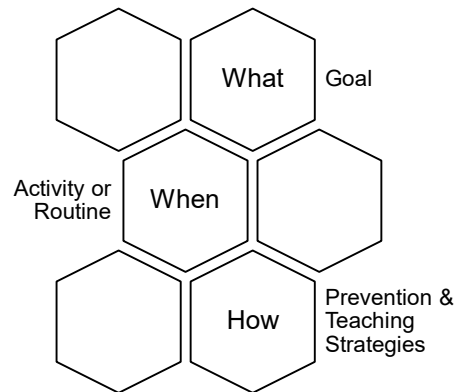 What
Goal
Activity or
Routine
When
How
Prevention &
Teaching
Strategies